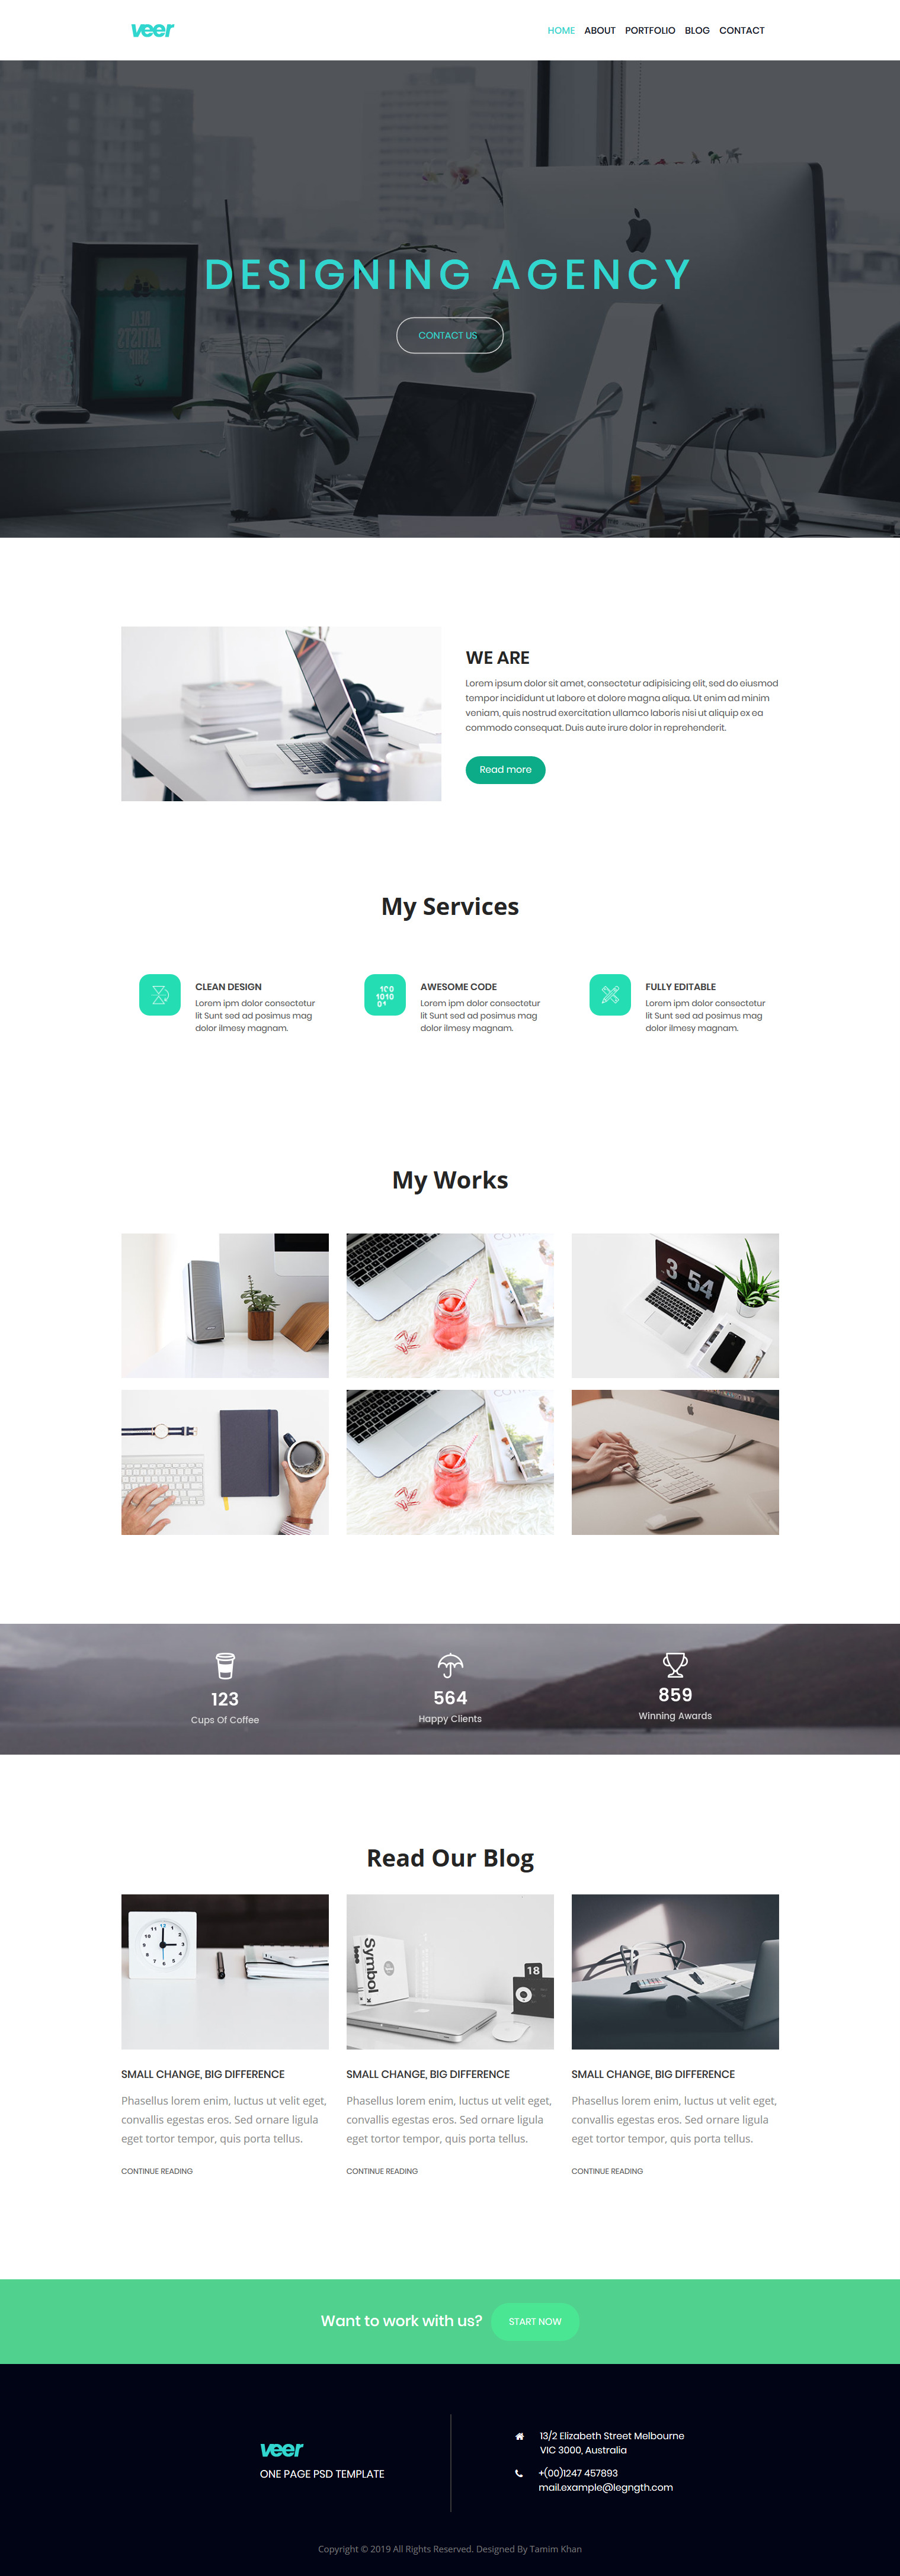 veer
HOME ABOUT PORTFOLIO BLOG CONTACT
REAL
ARTISTS
SHIP
DESIGNING AGENCY
CONTACT US
WE ARE
Lorem ipsum dolor sit amet, consectetur adipisicing elit, sed do eiusmod
tempor incididunt ut labore et dolore magna aliqua. Ut enim ad minim
veniam, quis nostrud exercitation ullamco laboris nisi ut aliquip ex ea
commodo consequat. Duis aute irure dolor in reprehenderit.
Read more
My Services
CLEAN DESIGN
Lorem ipm dolor consectetur
lit Sunt sed ad posimus mag
dolor ilmesy magnam.
AWESOME CODE
Lorem ipm dolor consectetur
lit Sunt sed ad posimus mag
dolor ilmesy magnam.
FULLY EDITABLE
Lorem ipm dolor consectetur
lit Sunt sed ad posimus mag
dolor ilmesy magnam.
My Works
3 54
123
Cups Of Coffee
564
Happy Clients
859
Winning Awards
Read Our Blog
Symbol
18
SMALL CHANGE, BIG DIFFERENCE
Phasellus lorem enim, luctus ut velit eget,
convallis egestas eros. Sed ornare ligula
eget tortor tempor, quis porta tellus.
CONTINUE READING
SMALL CHANGE, BIG DIFFERENCE
Phasellus lorem enim, luctus ut velit eget,
convallis egestas eros. Sed ornare ligula
eget tortor tempor, quis porta tellus.
CONTINUE READING
SMALL CHANGE, BIG DIFFERENCE
Phasellus lorem enim, luctus ut velit eget,
convallis egestas eros. Sed ornare ligula
eget tortor tempor, quis porta tellus.
CONTINUE READING
Want to work with us?
START NOW
veer
ONE PAGE PSD TEMPLATE
13/2 Elizabeth Street Melbourne
VIC 3000, Australia
+(00)1247 457893
mail.example@legngth.com
Copyright © 2019 All Rights Reserved. Designed By Tamim Khan